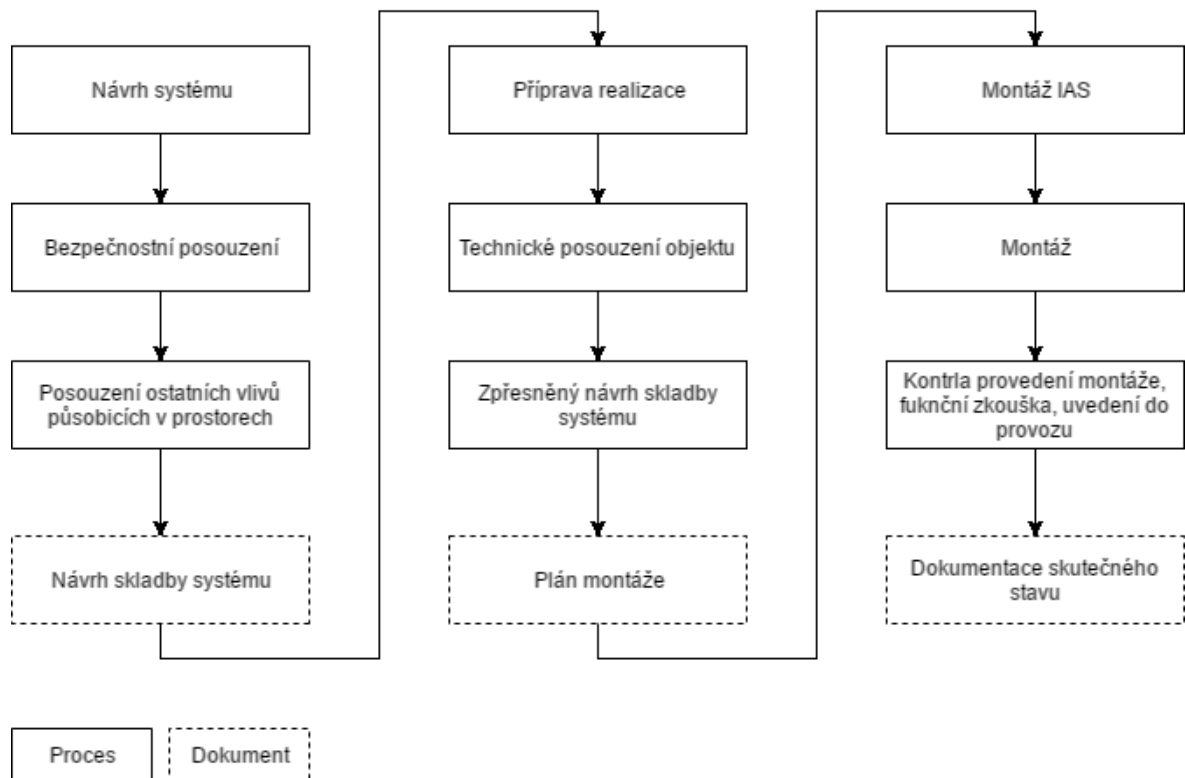 Návrh systému
Bezpečnostní posouzení
Posouzení ostatních vlivů
působicích v prostorech
Návrh skladby systému
Příprava realizace
Technické posouzení objektu
Zpřesněný návrh skladby
systému
Plán montáže
Montáž IAS
Montáž
Kontrla provedení montáže,
fuknční zkouška, uvedení do
provozu
Dokumentace skutečného
stavu
Proces
Dokument